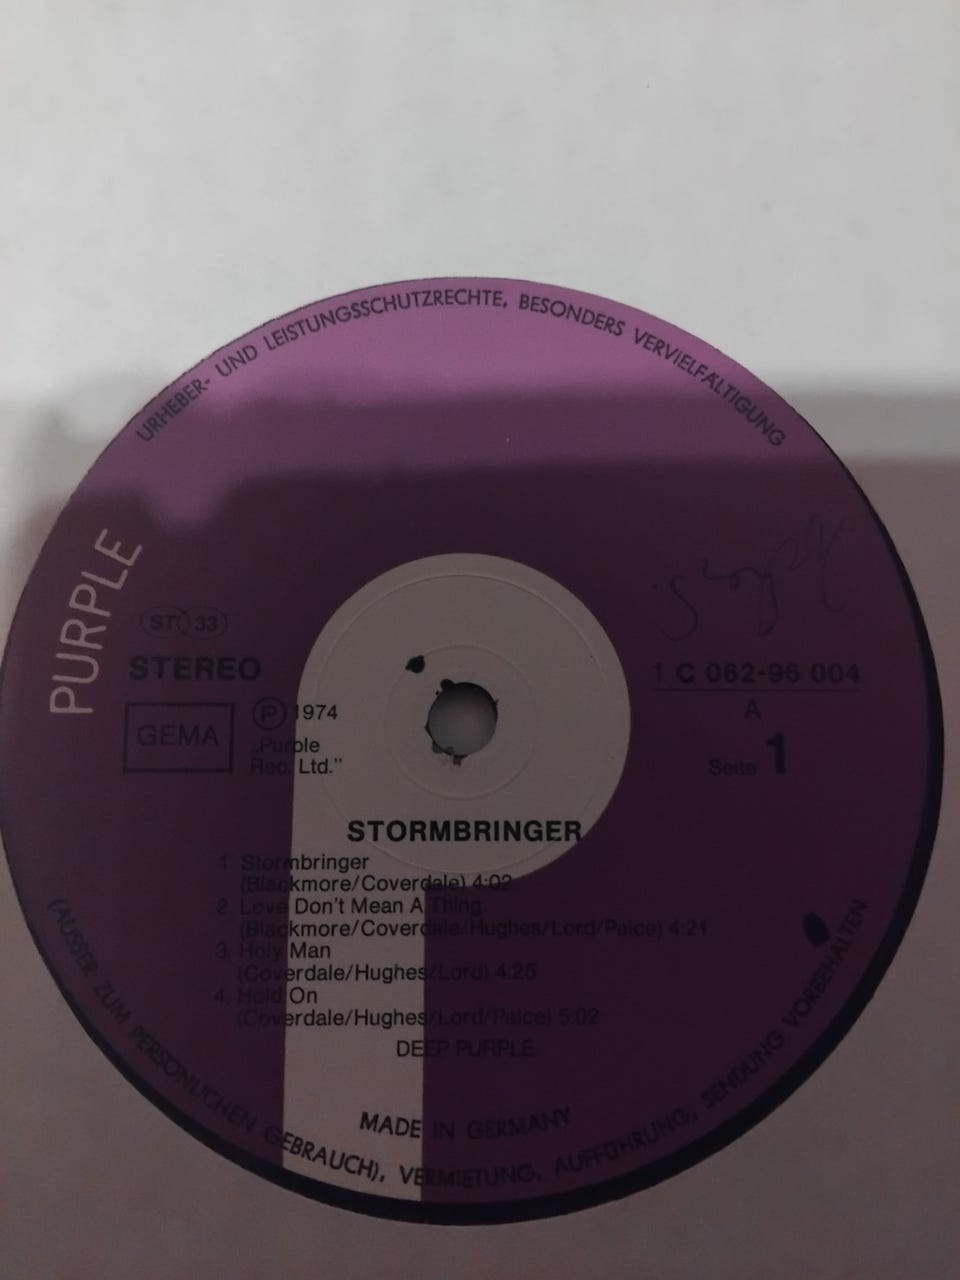 URHEBER- UND LEISTUNGSSCHUTZRECHTE, BESONDERS VERVIELFÄLTIGUNG
PURPLE
ST 33
STEREO
1 C 062-96 004
GEMA
P 1974
„Purple
Rec. Ltd.”
A
Seite 1
STORMBRINGER
1. Stormbringer
(Blackmore/Coverdale) 4:02
2. Love Don't Mean A Thing
(Blackmore/Coverdale/Hughes/Lord/Paice) 4:21
3. Holy Man
(Coverdale/Hughes/Lord) 4:25
4. Hold On
(Coverdale/Hughes/Lord/Paice) 5:02
DEEP PURPLE
MADE IN GERMANY
(AUSSER ZUM PERSÖNLICHEN GEBRAUCH), VERMIETUNG, AUFFÜHRUNG, SENDUNG VORBEHALTEN